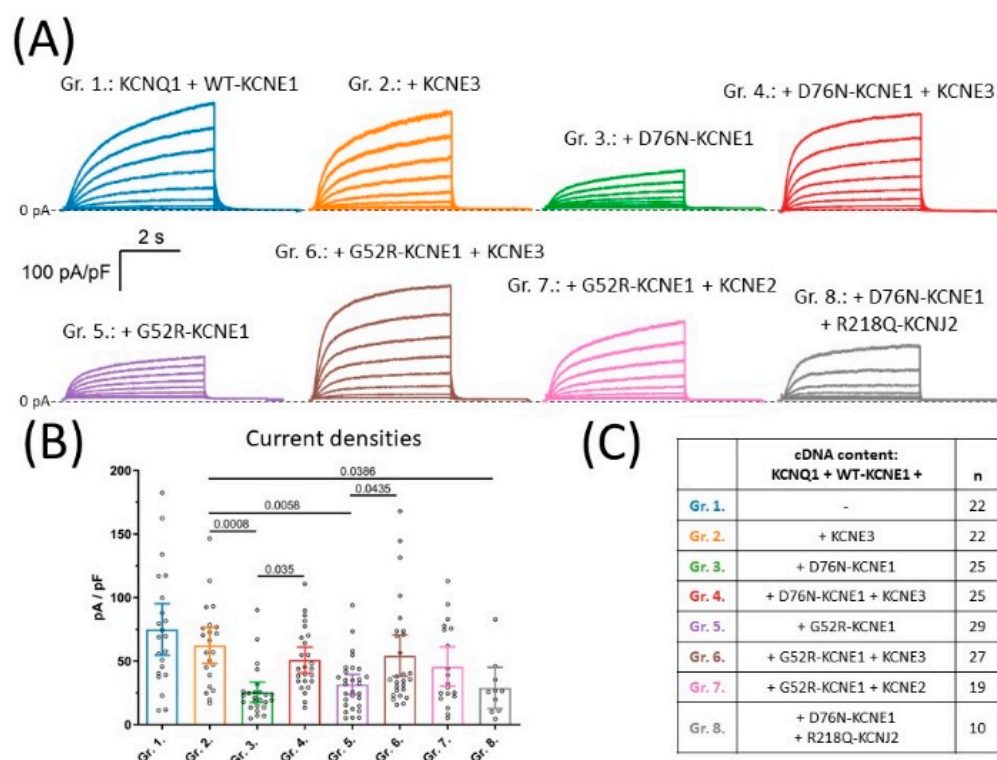 (A)
Gr. 1.: KCNQ1 + WT-KCNE1
Gr. 2.: + KCNE3
Gr. 3.: + D76N-KCNE1
Gr. 4.: + D76N-KCNE1 + KCNE3
0 pA
2 s
100 pA/pF
Gr. 5.: + G52R-KCNE1
Gr. 6.: + G52R-KCNE1 + KCNE3
Gr. 7.: + G52R-KCNE1 + KCNE2
Gr. 8.: + D76N-KCNE1
+ R218Q-KCNJ2
0 pA
(B)
Current densities
pA / pF
200
150
100
50
0
0.0386
0.0058
0.0435
0.0008
0.035
Gr. 1.
Gr. 2.
Gr. 3.
Gr. 4.
Gr. 5.
Gr. 6.
Gr. 7.
Gr. 8.
(C)
cDNA content:
KCNQ1 + WT-KCNE1 +
n
Gr. 1. - 22
Gr. 2. + KCNE3 22
Gr. 3. + D76N-KCNE1 25
Gr. 4. + D76N-KCNE1 + KCNE3 25
Gr. 5. + G52R-KCNE1 29
Gr. 6. + G52R-KCNE1 + KCNE3 27
Gr. 7. + G52R-KCNE1 + KCNE2 19
Gr. 8. + D76N-KCNE1
+ R218Q-KCNJ2 10